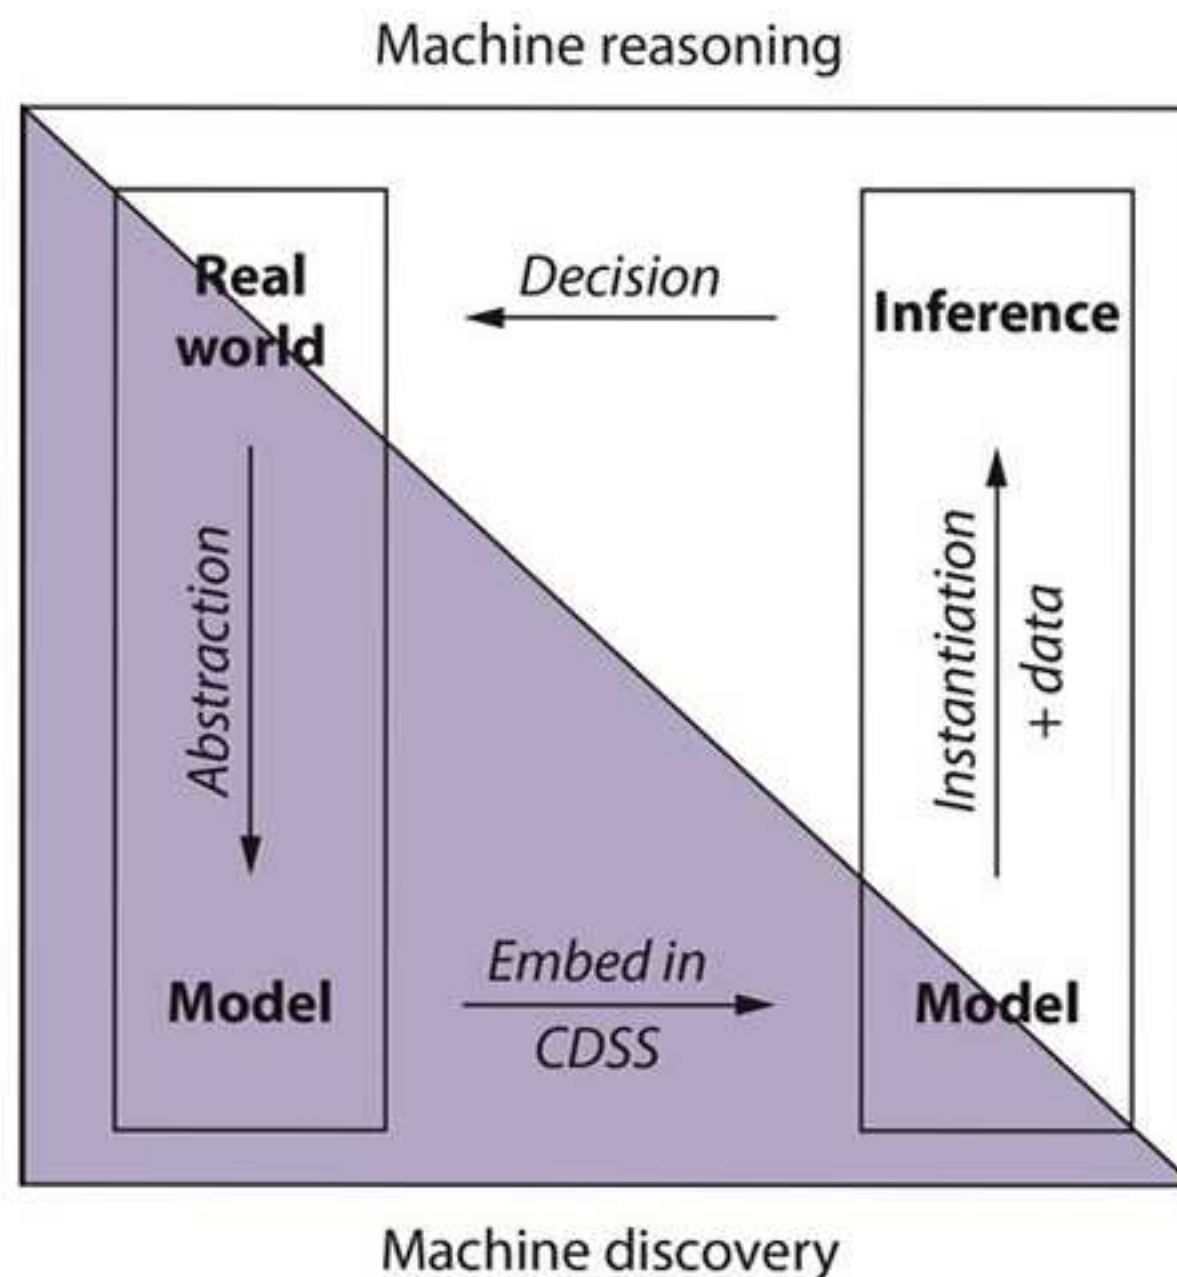 Machine reasoning
Real
world
Decision
Inference
Abstraction
Instantiation
+ data
Model
Embed in
CDSS
Model
Machine discovery